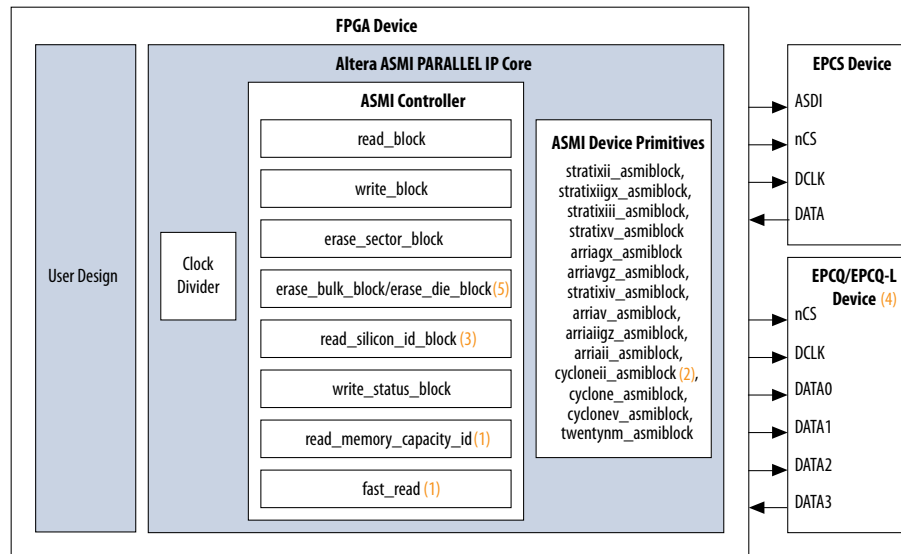 FPGA Device
User Design
Altera ASMI PARALLEL IP Core
Clock
Divider
ASMI Controller
read_block
write_block
erase_sector_block
erase_bulk_block/erase_die_block(5)
read_silicon_id_block(3)
write_status_block
read_memory_capacity_id(1)
fast_read (1)
ASMI Device Primitives
stratixii_asmiblock,
stratixiigx_asmiblock,
stratixiii_asmiblock,
stratixv_asmiblock,
arriagx_asmiblock
arriavgz_asmiblock,
stratixiv_asmiblock,
arriav_asmiblock,
arriaiigz_asmiblock,
arriaii_asmiblock,
cycloneii_asmiblock(2),
cyclone_asmiblock,
cyclonev_asmiblock,
twentynm_asmiblock
EPCS Device
ASDI
nCS
DCLK
DATA
EPCQ/EPCQ-L
Device (4)
nCS
DCLK
DATA0
DATA1
DATA2
DATA3